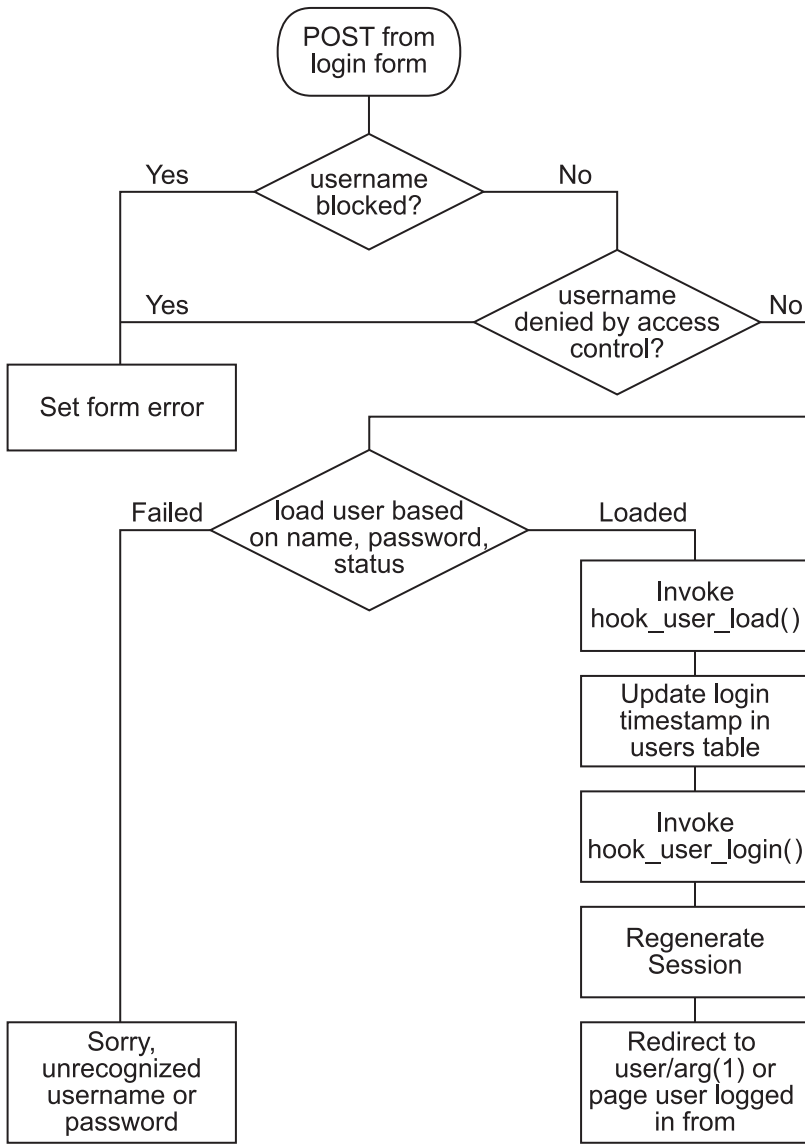 POST from
login form
Yes
username
blocked?
No
Yes
username
denied by access
control?
No
Set form error
Failed
load user based
on name, password,
status
Loaded
Invoke
hook_user_load()
Update login
timestamp in
users table
Invoke
hook_user_login()
Regenerate
Session
Sorry,
unrecognized
username or
password
Redirect to
user/arg(1) or
page user logged
in from